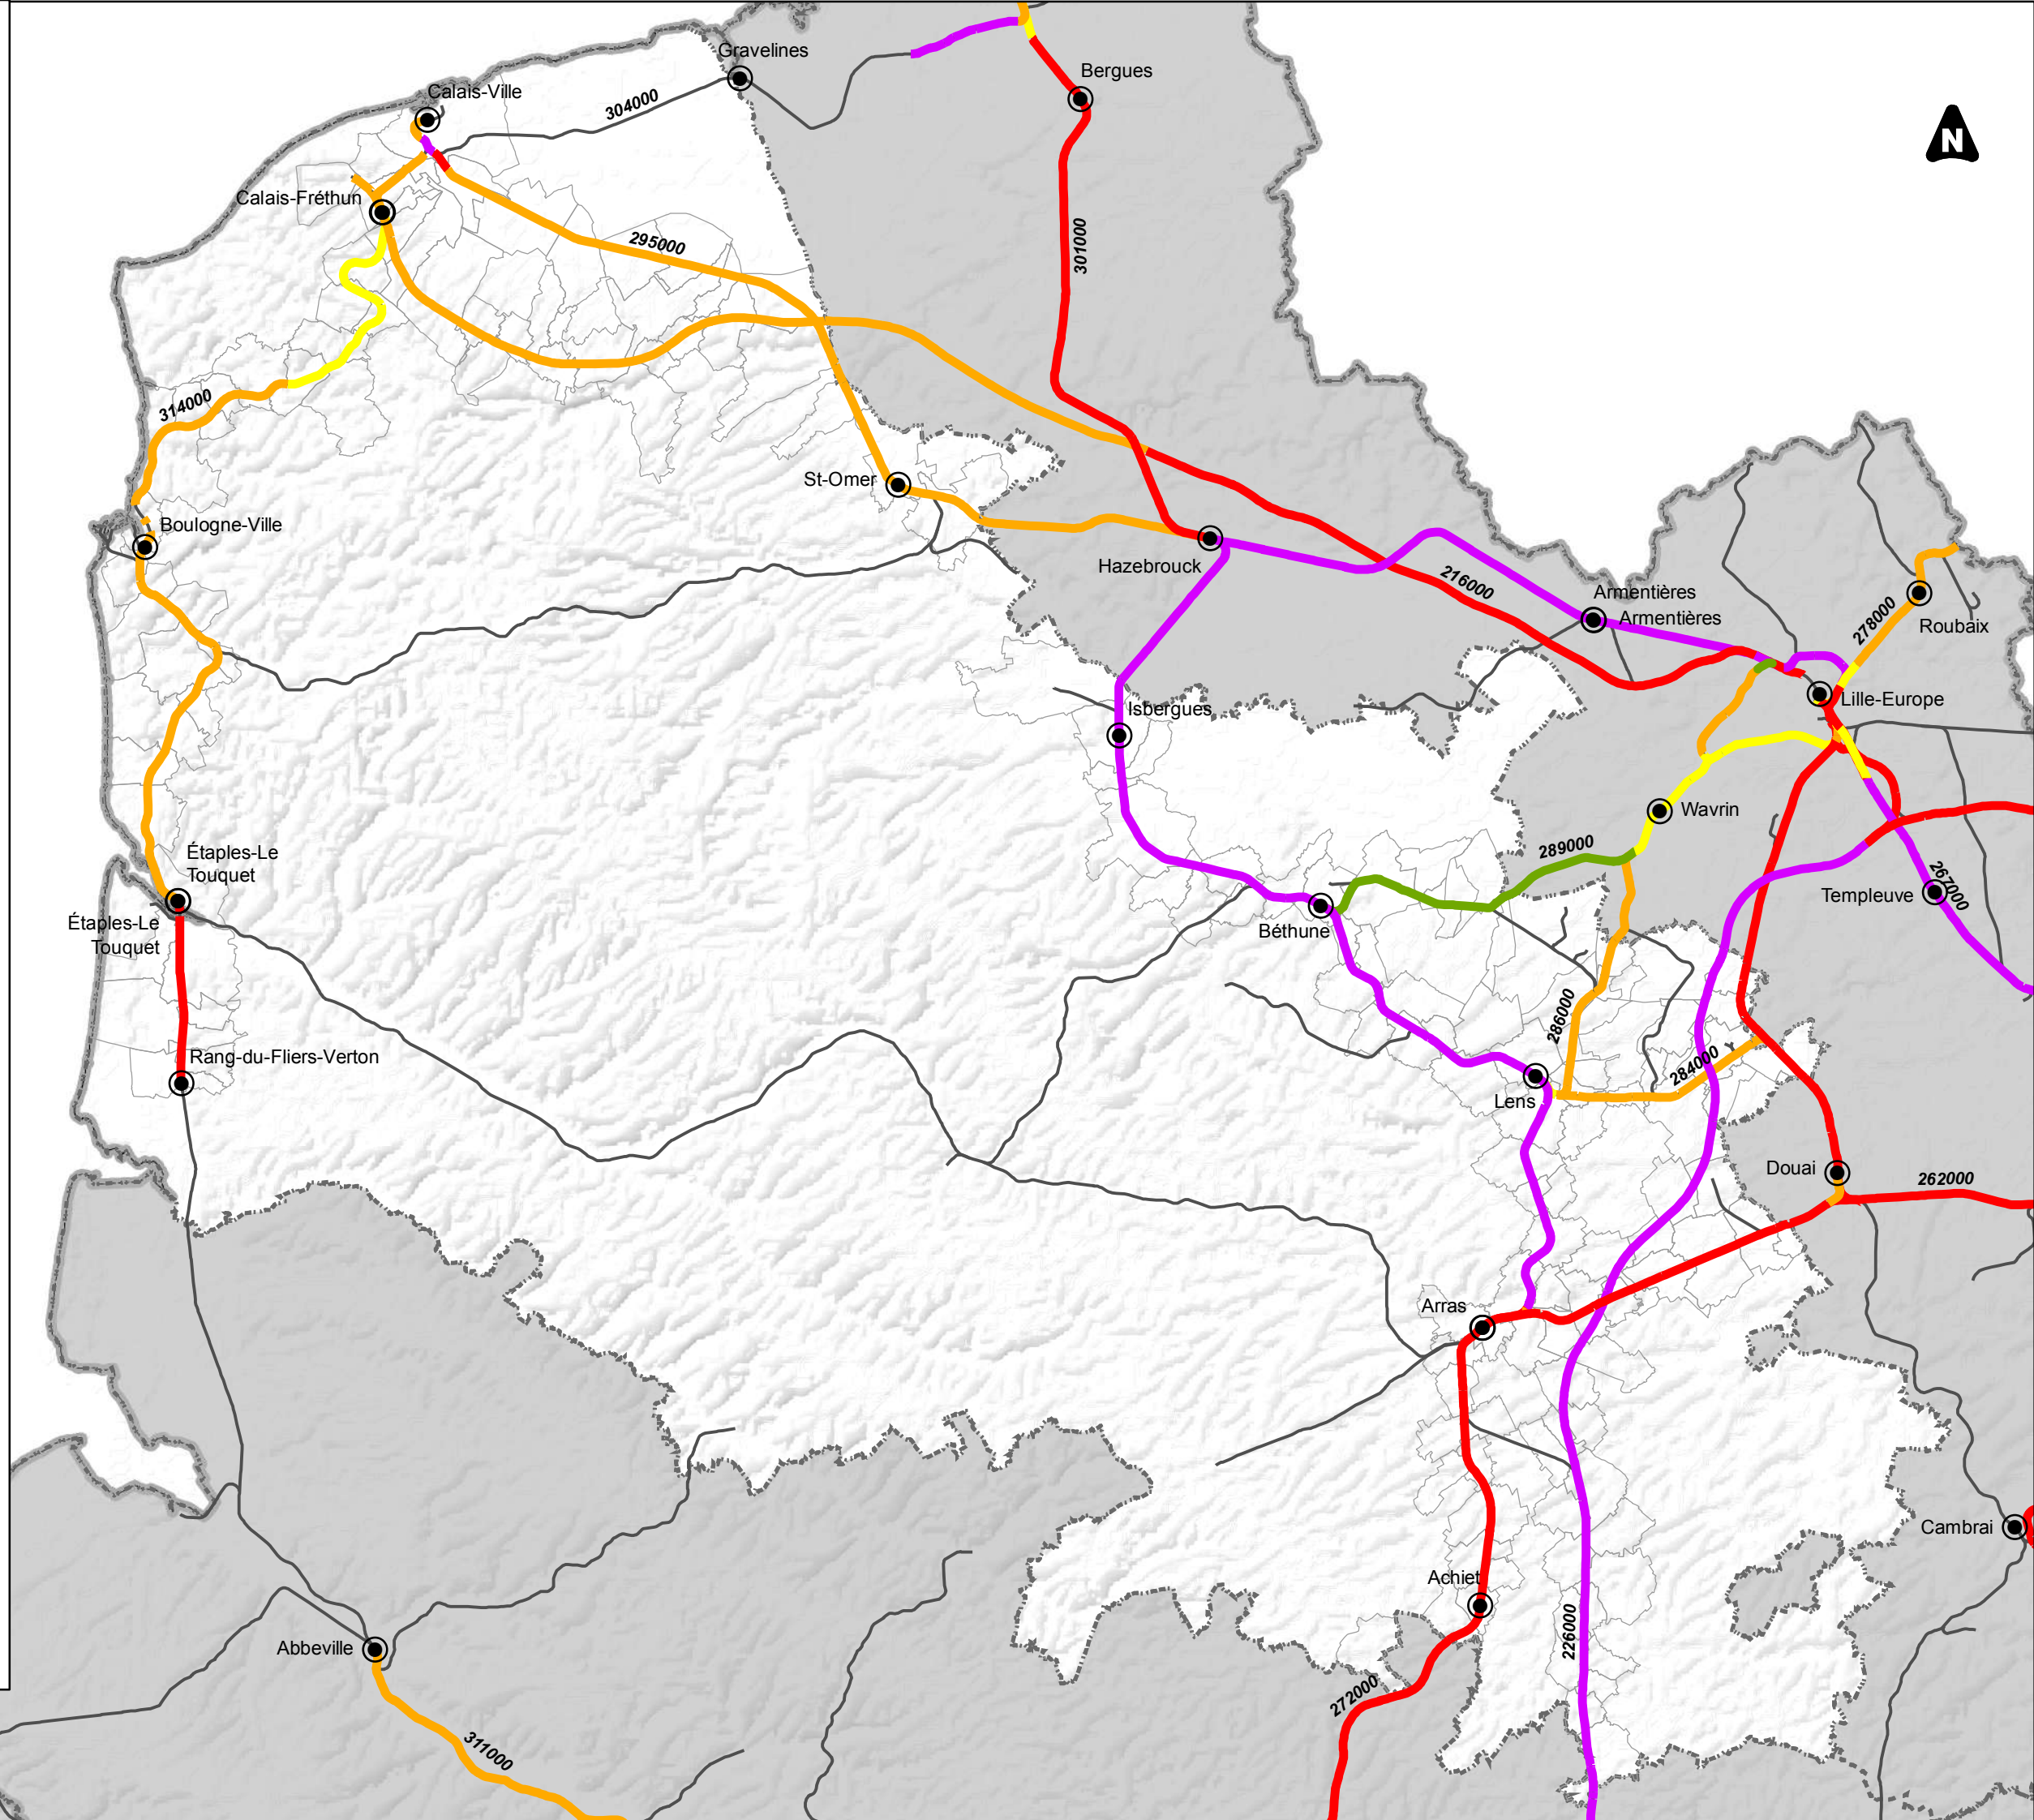 Gravelines
Bergues
Calais-Ville
304000
N
Calais-Fréthun
295000
301000
314000
St-Omer
Boulogne-Ville
Hazebrouck
216000
Armentières
Armentières
278000
Roubaix
Isbergues
Lille-Europe
Wavrin
289000
Étaples-Le
Touquet
267000
Templeuve
Étaples-Le
Touquet
Béthune
286000
Rang-du-Fliers-Verton
284000
Lens
Douai
262000
Arras
Cambrai
Achiet
226000
Abbeville
272000
311000